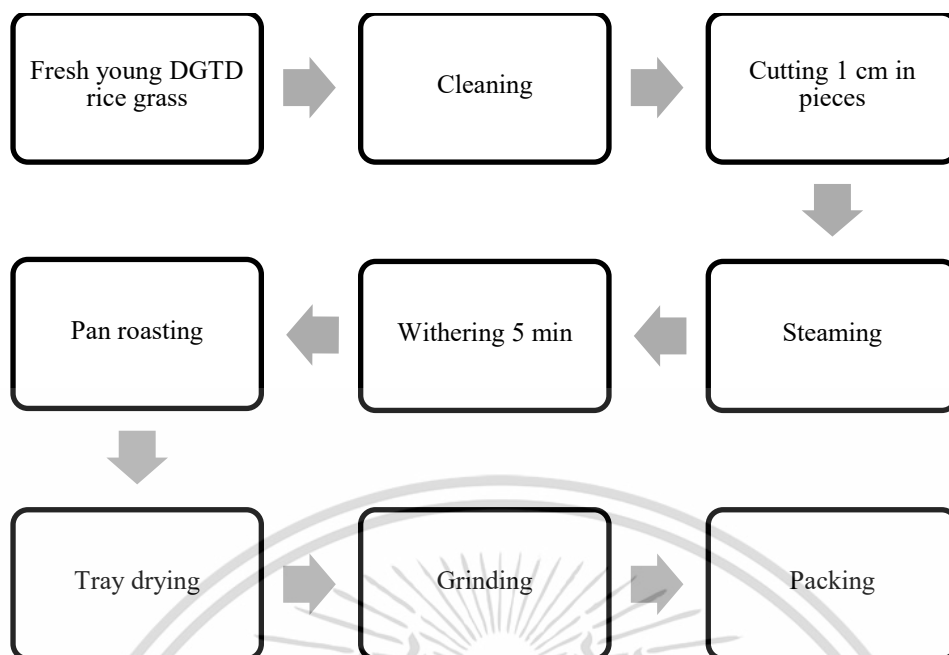 Fresh young DGTD
rice grass
Cleaning
Cutting 1 cm in
pieces
Steaming
Withering 5 min
Pan roasting
Tray drying
Grinding
Packing